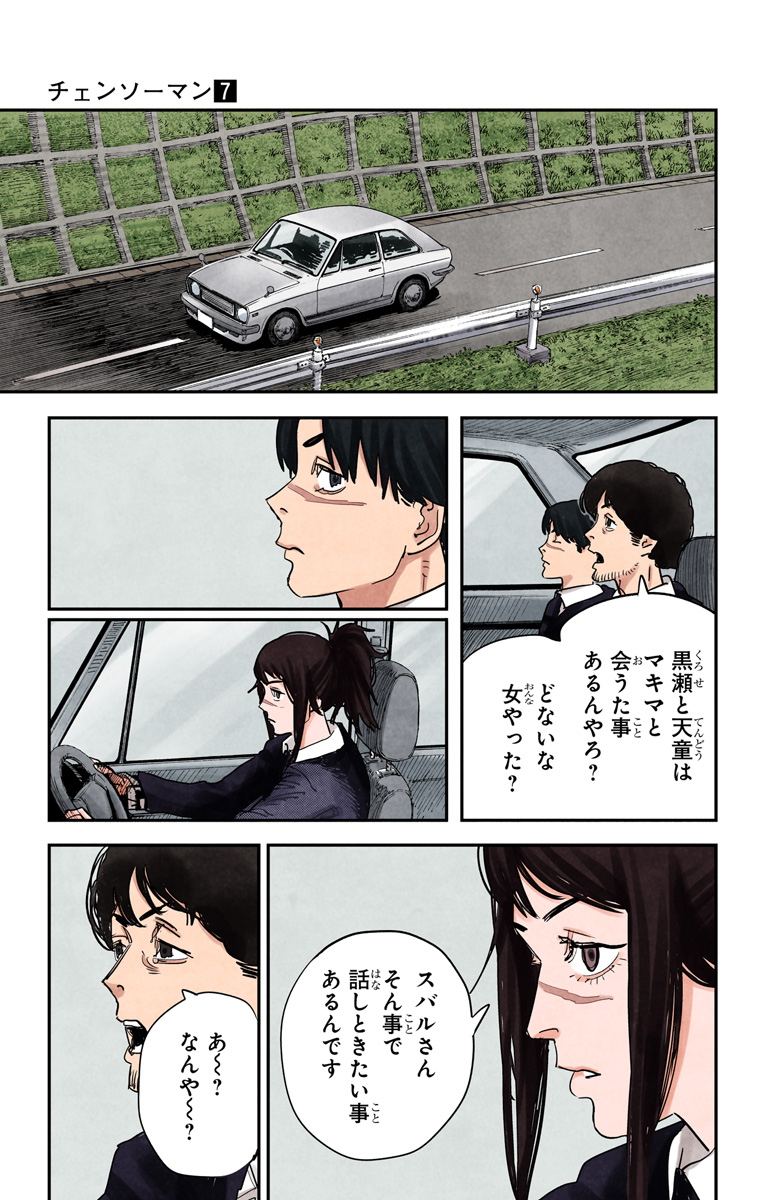 チェンソーマン7
黒瀬と天童は
マキマと
会うた事
あるんやろ?
どないな
女やった?
スバルさん
そん事で
話しときたい事
あるんです
あ〜?
なんや〜?